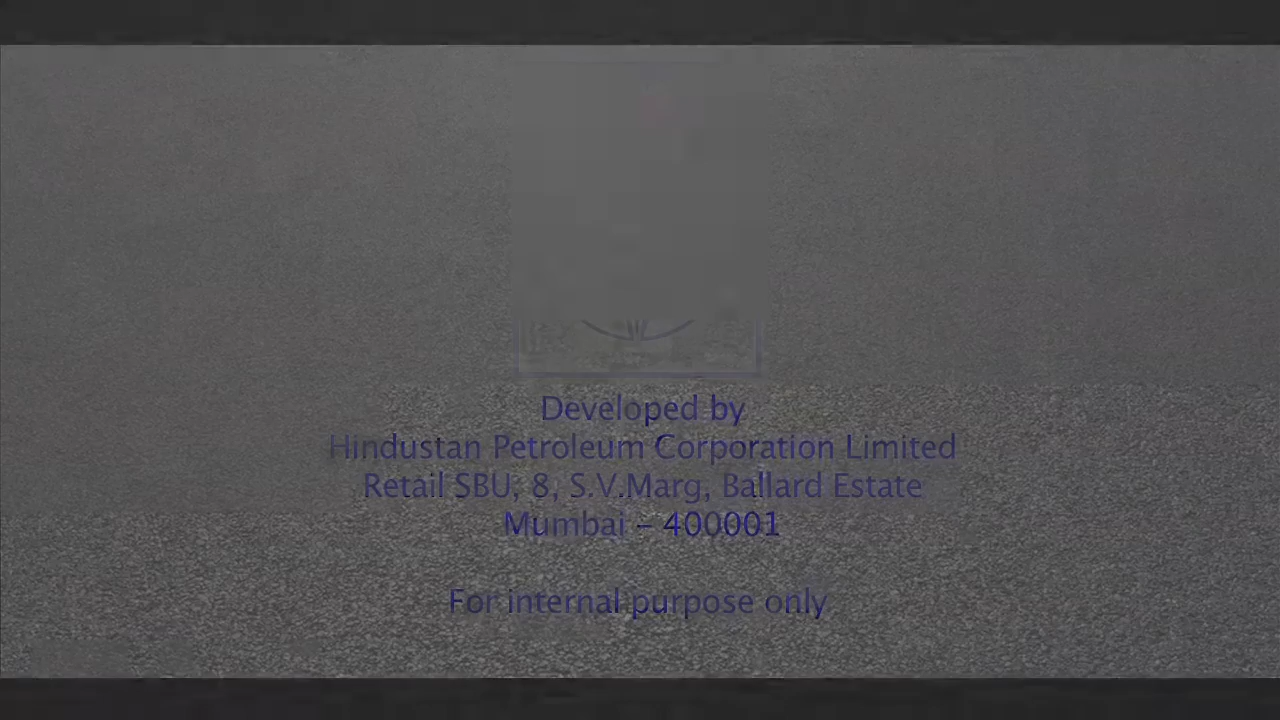 Developed by
Hindustan Petroleum Corporation Limited
Retail SBU, 8, S.V.Marg, Ballard Estate
Mumbai – 400001
For internal purpose only